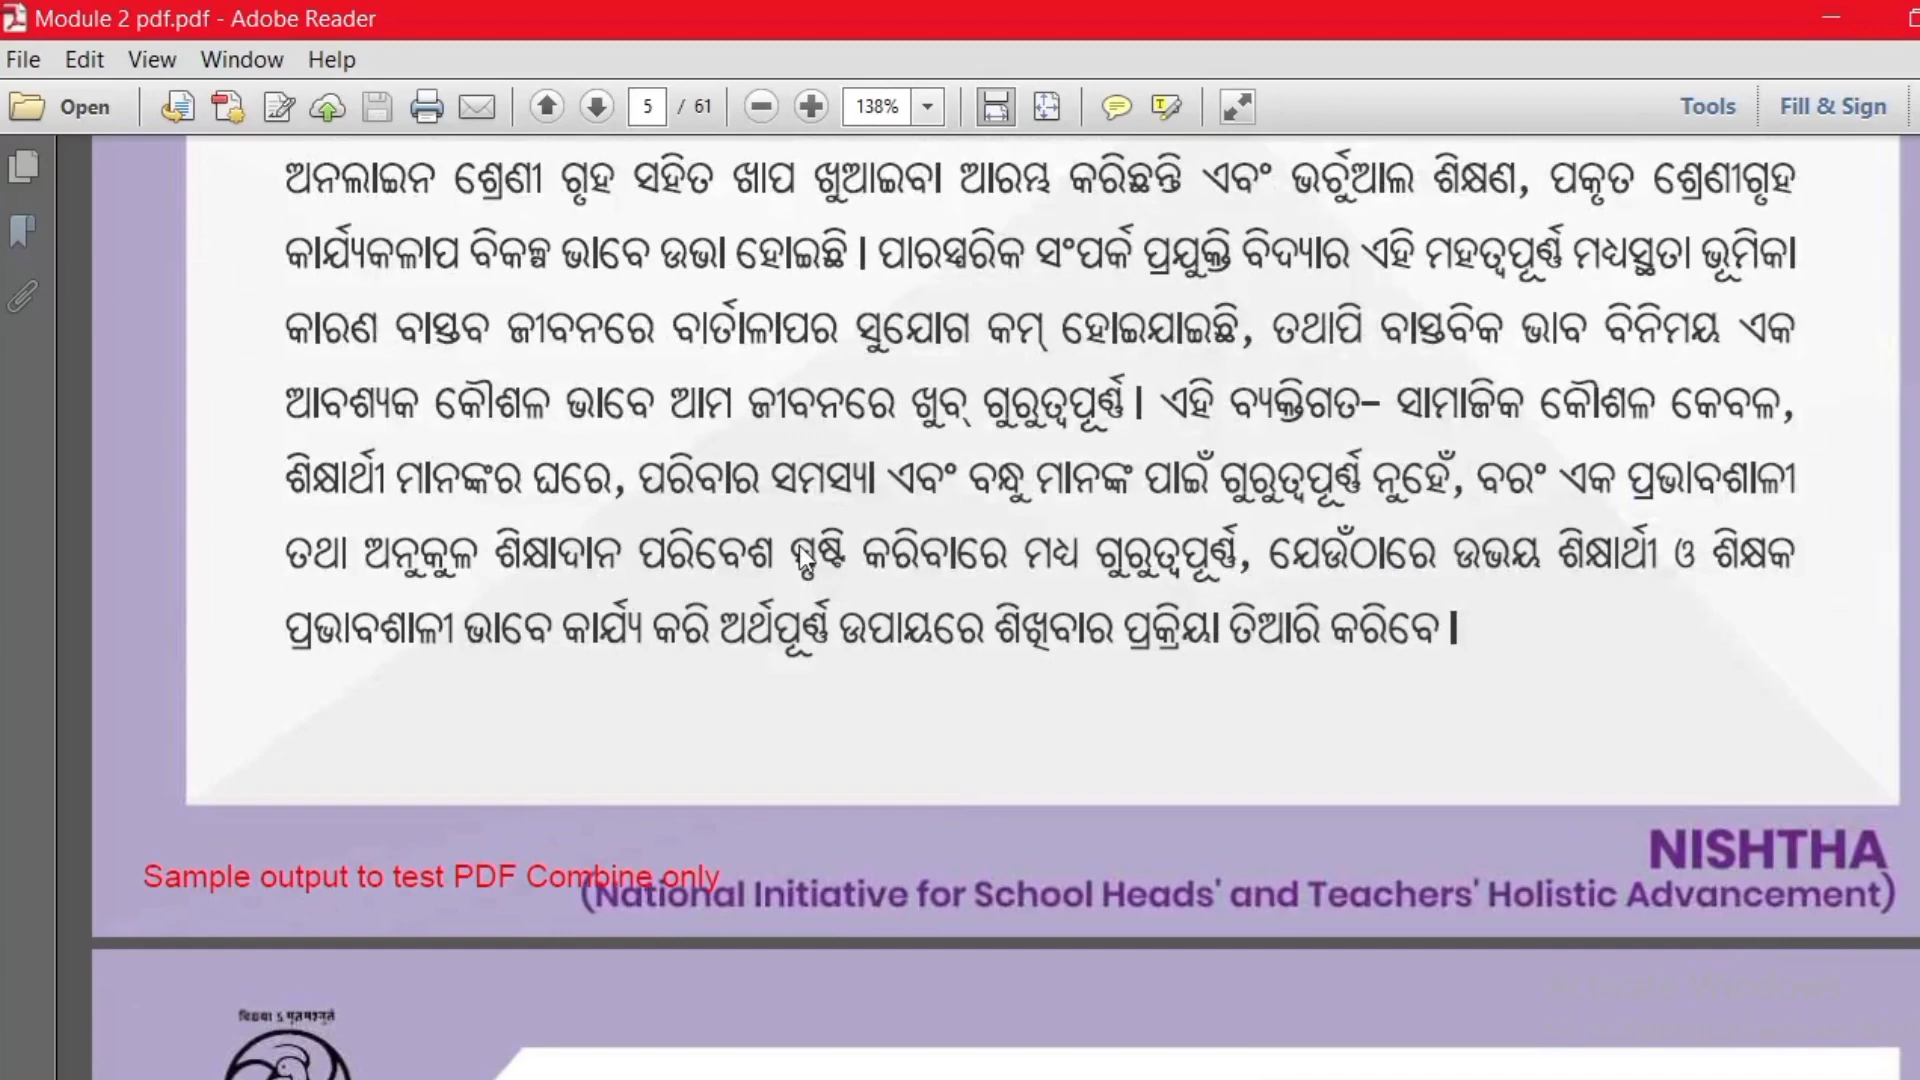 Module 2 pdf.pdf - Adobe Reader
File Edit View Window Help
Open 5 / 61 138% Tools Fill & Sign
ଅନଲାଇନ ଶ୍ରେଣୀ ଗୃହ ସହିତ ଖାପ ଖୁଆଇବା ଆରମ୍ଭ କରିଛନ୍ତି ଏବଂ ଭର୍ଚୁଆଲ ଶିକ୍ଷଣ, ପକୃତ ଶ୍ରେଣୀଗୃହ
କାର୍ଯ୍ୟକଳାପ ବିକଳ୍ପ ଭାବେ ଉଭା ହୋଇଛି | ପାରସ୍ପରିକ ସଂପର୍କ ପ୍ରଯୁକ୍ତି ବିଦ୍ୟାର ଏହି ମହତ୍ୱପୂର୍ଣ୍ଣ ମଧ୍ୟସ୍ଥତା ଭୂମିକା
କାରଣ ବାସ୍ତବ ଜୀବନରେ ବାର୍ତାଳାପର ସୁଯୋଗ କମ୍ ହୋଇଯାଇଛି, ତଥାପି ବାସ୍ତବିକ ଭାବ ବିନିମୟ ଏକ
ଆବଶ୍ୟକ କୌଶଳ ଭାବେ ଆମ ଜୀବନରେ ଖୁବ୍ ଗୁରୁତ୍ୱପୂର୍ଣ୍ଣ | ଏହି ବ୍ୟକ୍ତିଗତ– ସାମାଜିକ କୌଶଳ କେବଳ,
ଶିକ୍ଷାର୍ଥୀ ମାନଙ୍କର ଘରେ, ପରିବାର ସମସ୍ୟା ଏବଂ ବନ୍ଧୁ ମାନଙ୍କ ପାଇଁ ଗୁରୁତ୍ୱପୂର୍ଣ୍ଣ ନୁହେଁ, ବରଂ ଏକ ପ୍ରଭାବଶାଳୀ
ତଥା ଅନୁକୁଳ ଶିକ୍ଷାଦାନ ପରିବେଶ ସୃଷ୍ଟି କରିବାରେ ମଧ୍ୟ ଗୁରୁତ୍ୱପୂର୍ଣ୍ଣ, ଯେଉଁଠାରେ ଉଭୟ ଶିକ୍ଷାର୍ଥୀ ଓ ଶିକ୍ଷକ
ପ୍ରଭାବଶାଳୀ ଭାବେ କାର୍ଯ୍ୟ କରି ଅର୍ଥପୂର୍ଣ୍ଣ ଉପାୟରେ ଶିଖିବାର ପ୍ରକ୍ରିୟା ତିଆରି କରିବେ |
NISHTHA
Sample output to test PDF Combine only
(National Initiative for School Heads' and Teachers' Holistic Advancement)